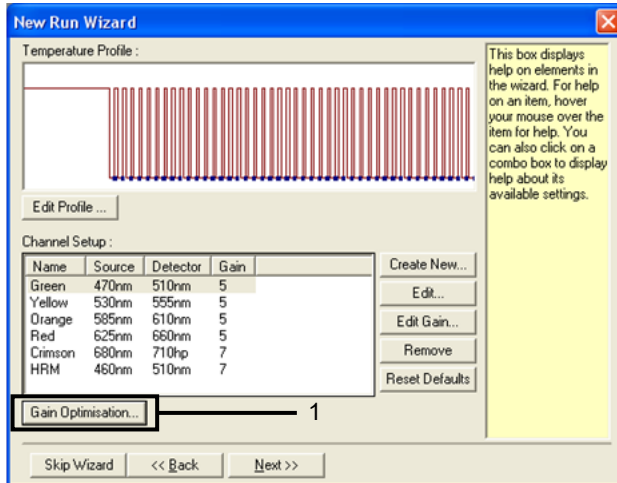 New Run Wizard
Temperature Profile :
Edit Profile ...
Channel Setup :
Name Source Detector Gain
Green 470nm 510nm 5
Yellow 530nm 555nm 5
Orange 585nm 610nm 5
Red 625nm 660nm 5
Crimson 680nm 710hp 7
HRM 460nm 510nm 7
Create New...
Edit...
Edit Gain...
Remove
Reset Defaults
Gain Optimisation...
1
Skip Wizard
<< Back
Next >>
This box displays
help on elements in
the wizard. For help
on an item, hover
your mouse over the
item for help. You
can also click on a
combo box to display
help about its
available settings.